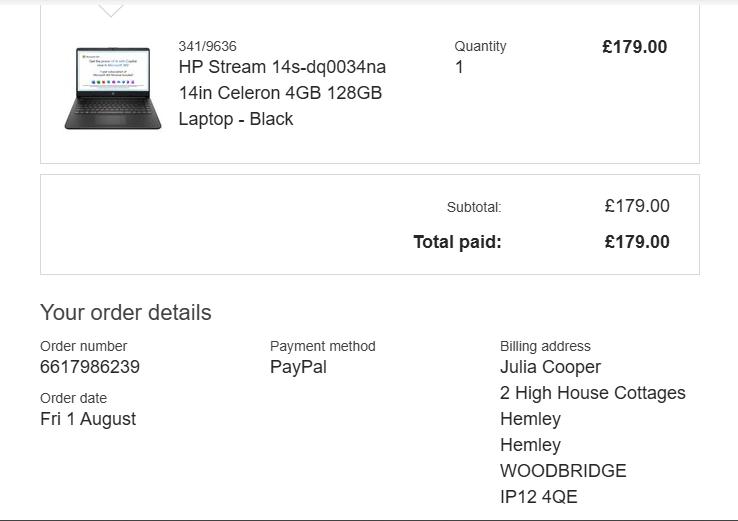 341/9636
Quantity
£179.00
HP Stream 14s-dq0034na
1
14in Celeron 4GB 128GB
Laptop - Black
Subtotal:
£179.00
Total paid:
£179.00
Your order details
Order number
6617986239
Order date
Fri 1 August
Payment method
PayPal
Billing address
Julia Cooper
2 High House Cottages
Hemley
Hemley
WOODBRIDGE
IP12 4QE